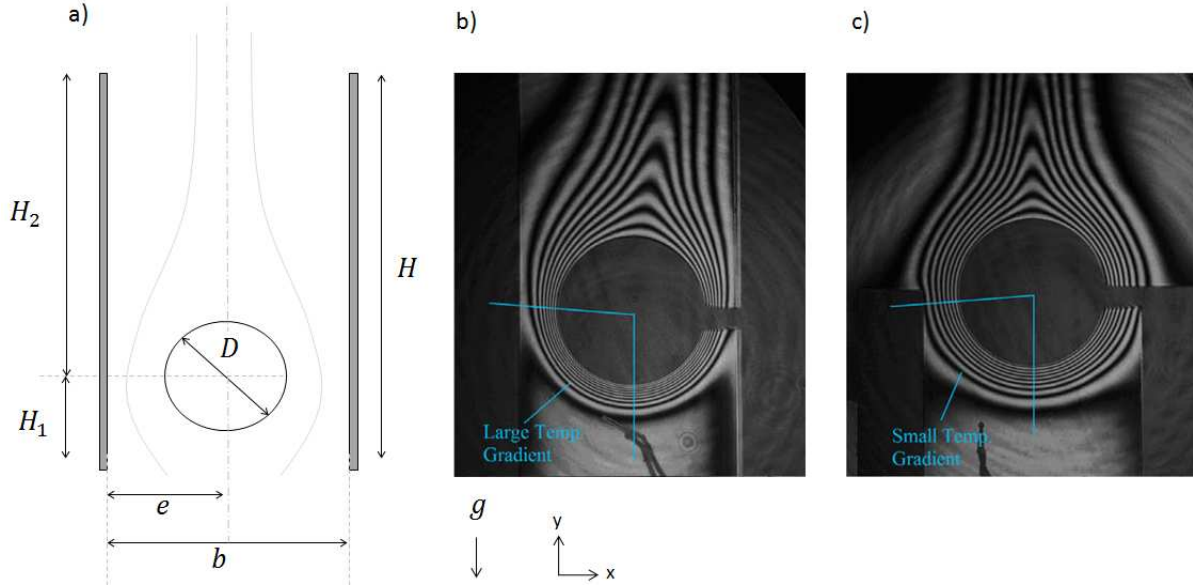 a)
b)
c)
H₂
H
D
H₁
Large Temp.
Gradient
Small Temp.
Gradient
e
b
g
y
x